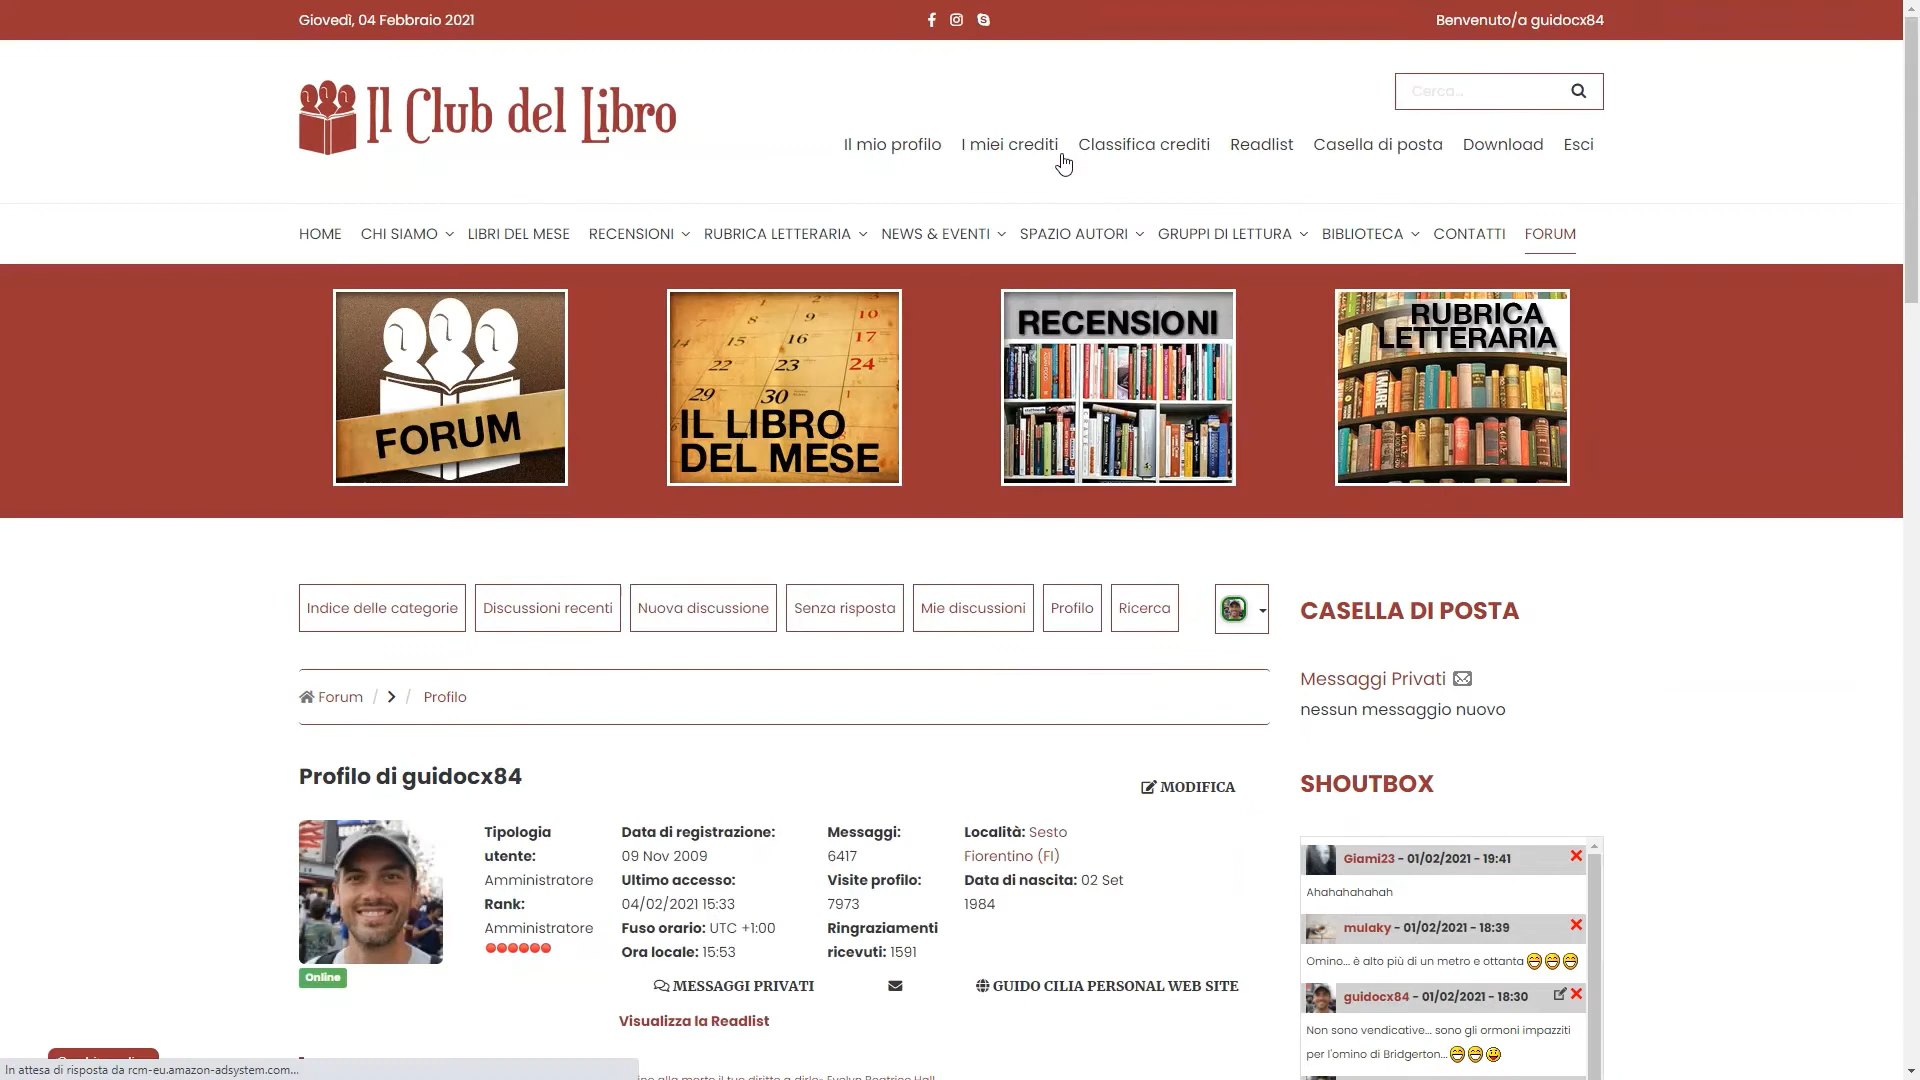 Giovedì, 04 Febbraio 2021
Benvenuto/a guidocx84
Il Club del Libro
Cerca...
Il mio profilo I miei crediti Classifica crediti Readlist Casella di posta Download Esci
HOME CHI SIAMO LIBRI DEL MESE RECENSIONI RUBRICA LETTERARIA NEWS & EVENTI SPAZIO AUTORI GRUPPI DI LETTURA BIBLIOTECA CONTATTI FORUM
FORUM
IL LIBRO
DEL MESE
RECENSIONI
RUBRICA
LETTERARIA
Indice delle categorie Discussioni recenti Nuova discussione Senza risposta Mie discussioni Profilo Ricerca
Forum / > / Profilo
Profilo di guidocx84
MODIFICA
Tipologia
utente:
Amministratore
Rank:
Amministratore
Online
Data di registrazione:
09 Nov 2009
Ultimo accesso:
04/02/2021 15:33
Fuso orario: UTC +1:00
Ora locale: 15:53
Messaggi:
6417
Visite profilo:
7973
Ringraziamenti
ricevuti: 1591
Località: Sesto
Fiorentino (FI)
Data di nascita: 02 Set
1984
MESSAGGI PRIVATI
GUIDO CILIA PERSONAL WEB SITE
Visualizza la Readlist
alla morte il tuo diritto a dirle- Evelyn Beatrice Hall
CASELLA DI POSTA
Messaggi Privati
nessun messaggio nuovo
SHOUTBOX
Giami23 - 01/02/2021 - 19:41
Ahahahahahah
mulaky - 01/02/2021 - 18:39
Omino... è alto più di un metro e ottanta
guidocx84 - 01/02/2021 - 18:30
Non sono vendicative... sono gli ormoni impazziti
per l'omino di Bridgerton...
In attesa di risposta da rcm-eu.amazon-adsystem.com...